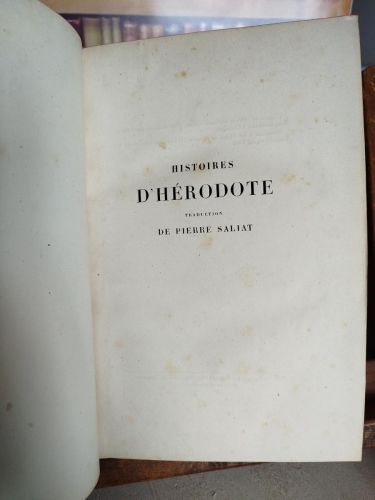 HISTOIRES
D'HÉRODOTE
TRADUCTION
DE PIERRE SALIAT